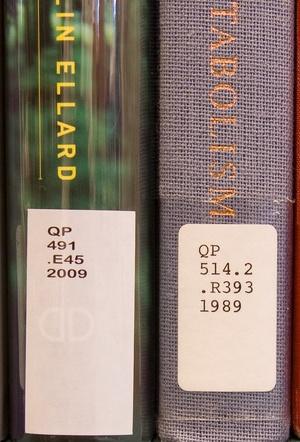 LIN ELLARD
TABOLISM
QP
491
.E45
2009
QP
514.2
.R393
1989